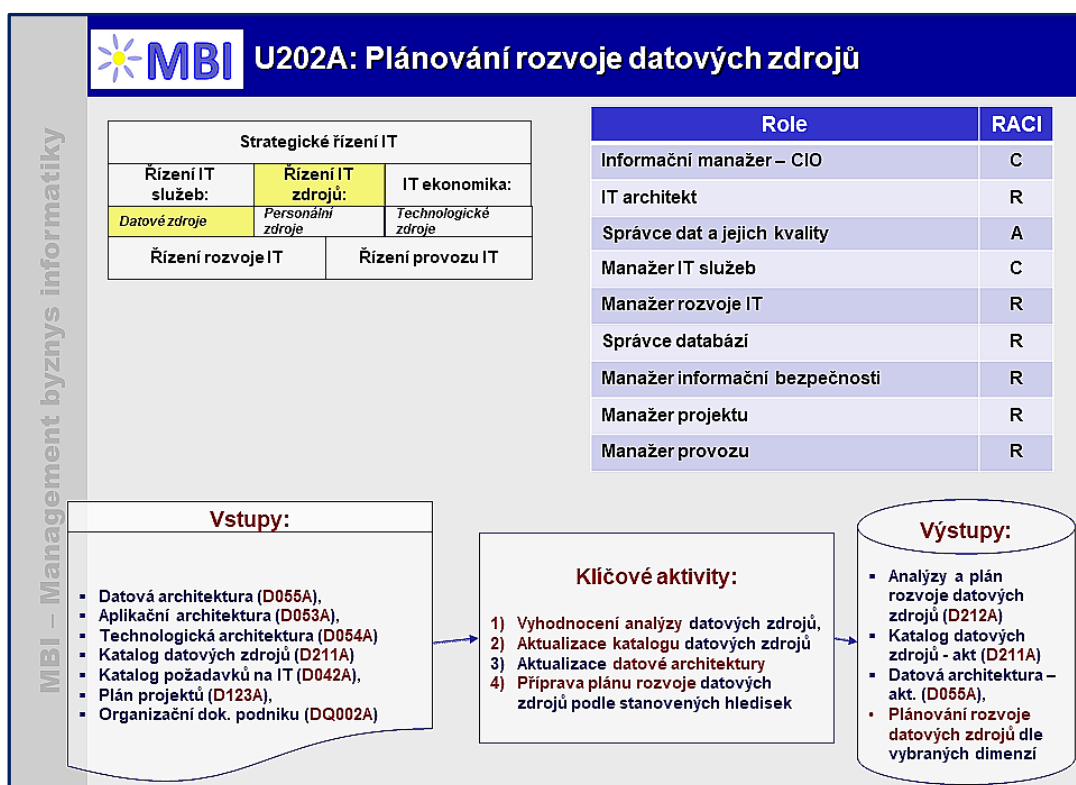 MBI
U202A: Plánování rozvoje datových zdrojů
MBI – Management byznys informatiky
Strategické řízení IT
Řízení IT
služeb:
Řízení IT
zdrojů:
IT ekonomika:
Datové zdroje
Personální
zdroje
Technologické
zdroje
Řízení rozvoje IT
Řízení provozu IT
Role RACI
Informační manažer – CIO C
IT architekt R
Správce dat a jejich kvality A
Manažer IT služeb C
Manažer rozvoje IT R
Správce databází R
Manažer informační bezpečnosti R
Manažer projektu R
Manažer provozu R
Vstupy:
▪ Datová architektura (D055A),
▪ Aplikační architektura (D053A),
▪ Technologická architektura (D054A)
▪ Katalog datových zdrojů (D211A)
▪ Katalog požadavků na IT (D042A),
▪ Plán projektů (D123A),
▪ Organizační dok. podniku (DQ002A)
Klíčové aktivity:
1) Vyhodnocení analýzy datových zdrojů,
2) Aktualizace katalogu datových zdrojů
3) Aktualizace datové architektury
4) Příprava plánu rozvoje datových
zdrojů podle stanovených hledisek
Výstupy:
▪ Analýzy a plán
rozvoje datových
zdrojů (D212A)
▪ Katalog datových
zdrojů - akt (D211A)
▪ Datová architektura –
akt. (D055A),
• Plánování rozvoje
datových zdrojů dle
vybraných dimenzí